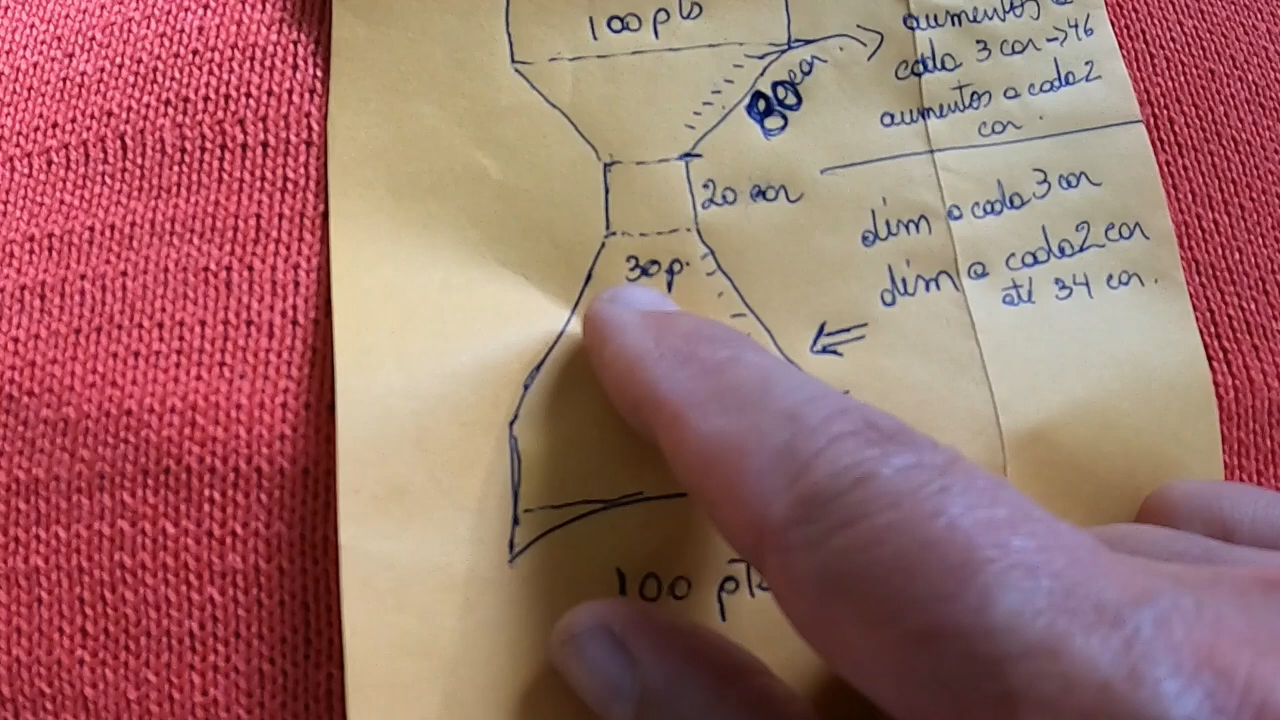 100 pts
aumentos a
cada 3 car → 46
aumentos a cada 2
car.
80 car
20 car
dim a cada 3 car
dim a cada 2 car
até 34 car.
30 p.
100 pts